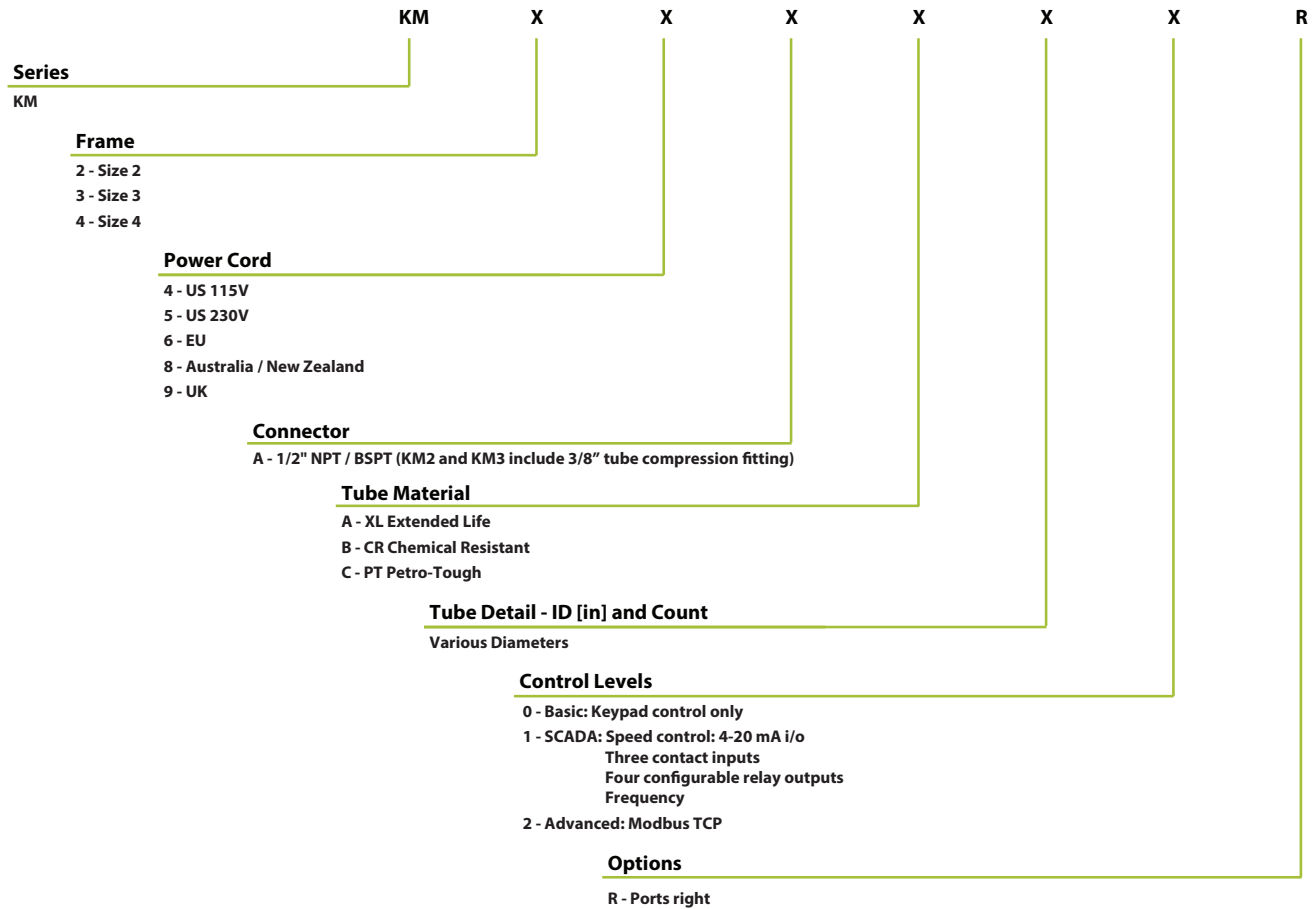 KM X X X X X X R
Series
KM
Frame
2 - Size 2
3 - Size 3
4 - Size 4
Power Cord
4 - US 115V
5 - US 230V
6 - EU
8 - Australia / New Zealand
9 - UK
Connector
A - 1/2" NPT / BSPT (KM2 and KM3 include 3/8” tube compression fitting)
Tube Material
A - XL Extended Life
B - CR Chemical Resistant
C - PT Petro-Tough
Tube Detail - ID [in] and Count
Various Diameters
Control Levels
0 - Basic: Keypad control only
1 - SCADA: Speed control: 4-20 mA i/o
Three contact inputs
Four configurable relay outputs
Frequency
2 - Advanced: Modbus TCP
Options
R - Ports right